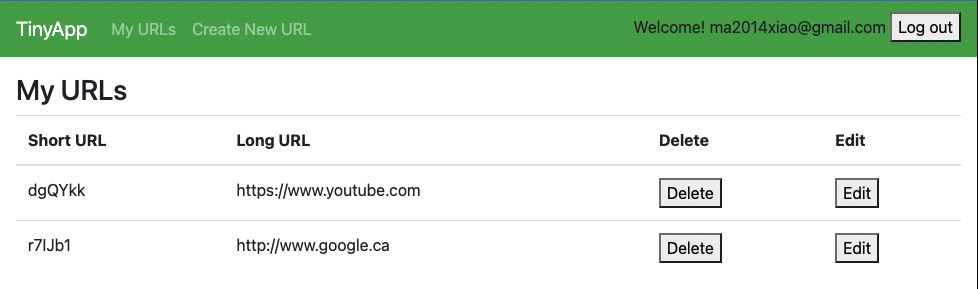 TinyApp My URLs Create New URL Welcome! ma2014xiao@gmail.com Log out
My URLs
Short URL Long URL Delete Edit
dgQYkk https://www.youtube.com Delete Edit
r7lJb1 http://www.google.ca Delete Edit